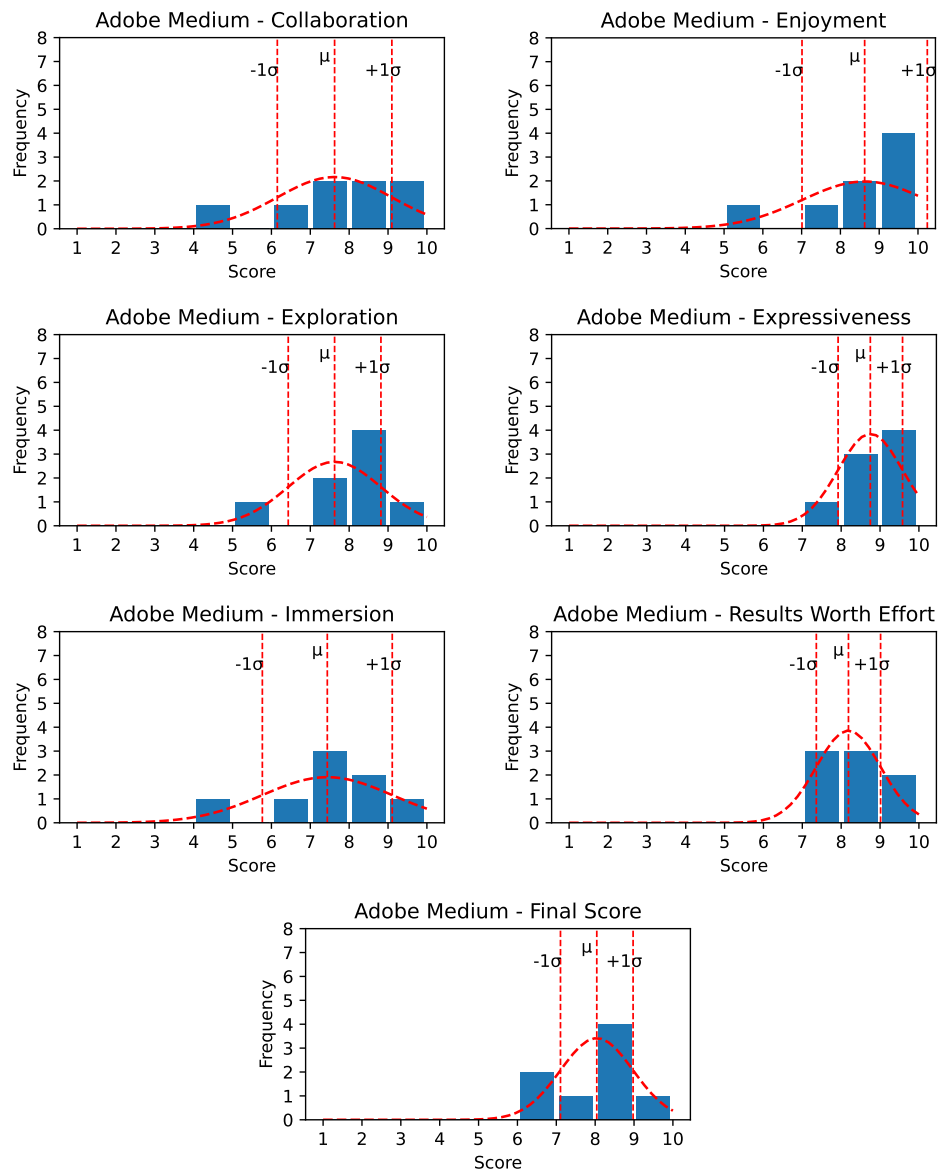 Adobe Medium - Collaboration
8
7
6
5
4
3
2
1
0
Frequency
-1σ
μ
+1σ
1 2 3 4 5 6 7 8 9 10
Score
Adobe Medium - Enjoyment
8
7
6
5
4
3
2
1
0
Frequency
-1σ
μ
+1σ
1 2 3 4 5 6 7 8 9 10
Score
Adobe Medium - Exploration
8
7
6
5
4
3
2
1
0
Frequency
-1σ
μ
+1σ
1 2 3 4 5 6 7 8 9 10
Score
Adobe Medium - Expressiveness
8
7
6
5
4
3
2
1
0
Frequency
-1σ
μ
+1σ
1 2 3 4 5 6 7 8 9 10
Score
Adobe Medium - Immersion
8
7
6
5
4
3
2
1
0
Frequency
-1σ
μ
+1σ
1 2 3 4 5 6 7 8 9 10
Score
Adobe Medium - Results Worth Effort
8
7
6
5
4
3
2
1
0
Frequency
-1σ
μ
+1σ
1 2 3 4 5 6 7 8 9 10
Score
Adobe Medium - Final Score
8
7
6
5
4
3
2
1
0
Frequency
-1σ
μ
+1σ
1 2 3 4 5 6 7 8 9 10
Score